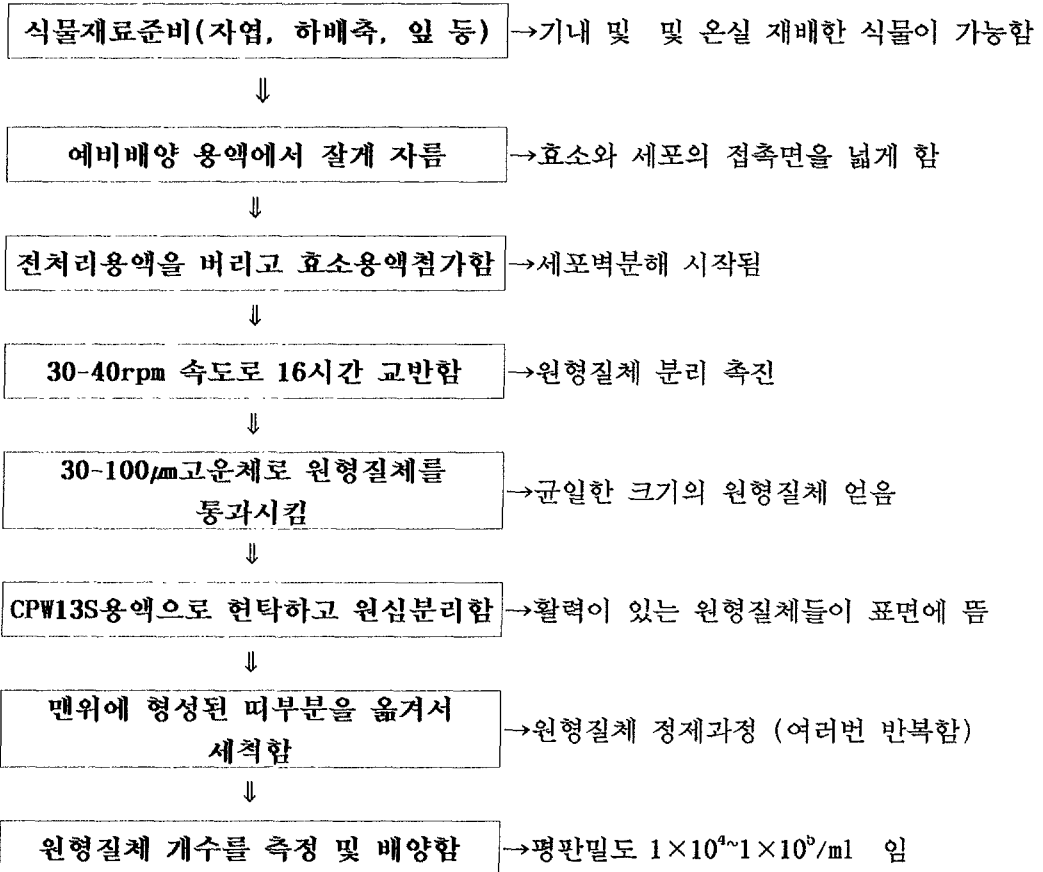 식물재료준비(자엽, 하배축, 잎 등) →기내 및 및 온실 재배한 식물이 가능함
⇓
예비배양 용액에서 잘게 자름 →효소와 세포의 접촉면을 넓게 함
⇓
전처리용액을 버리고 효소용액첨가함 →세포벽분해 시작됨
⇓
30-40rpm 속도로 16시간 교반함 →원형질체 분리 촉진
⇓
30-100㎛고운체로 원형질체를
통과시킴 →균일한 크기의 원형질체 얻음
⇓
CPW13S용액으로 현탁하고 원심분리함 →활력이 있는 원형질체들이 표면에 뜸
⇓
맨위에 형성된 띠부분을 옮겨서
세척함 →원형질체 정제과정 (여러번 반복함)
⇓
원형질체 개수를 측정 및 배양함 →평판밀도 1×10⁴~1×10⁵/ml 임